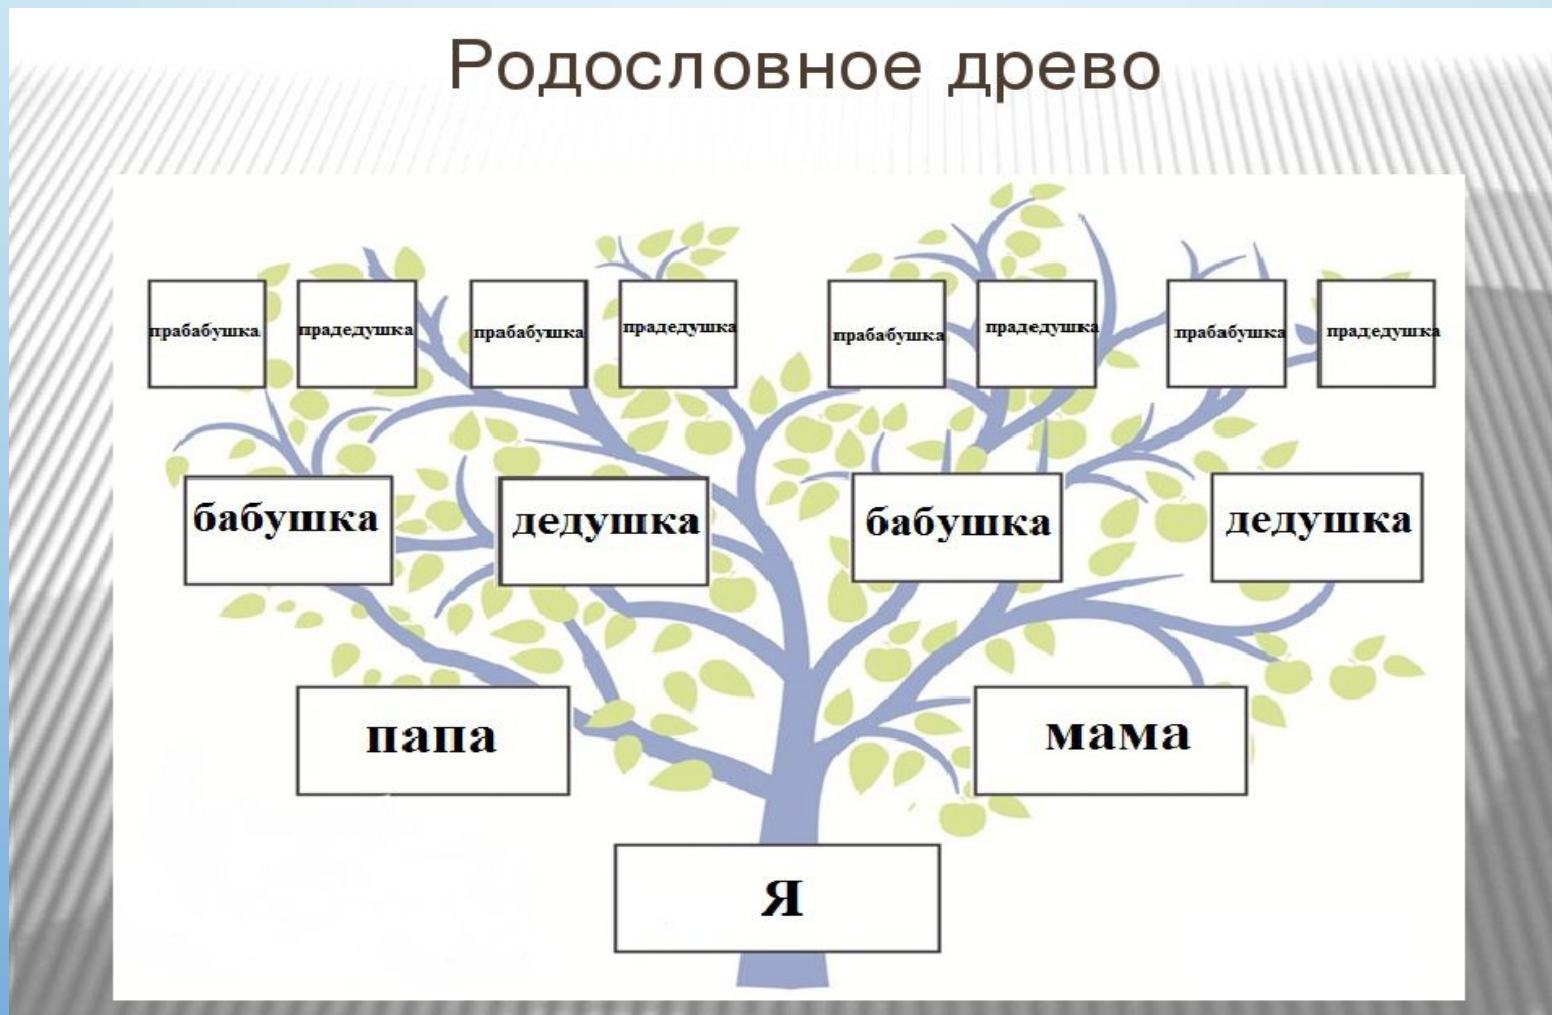 Родословное древо
прабабушка прадедушка прабабушка прадедушка прабабушка прадедушка прабабушка прадедушка
бабушка дедушка бабушка дедушка
папа мама
я